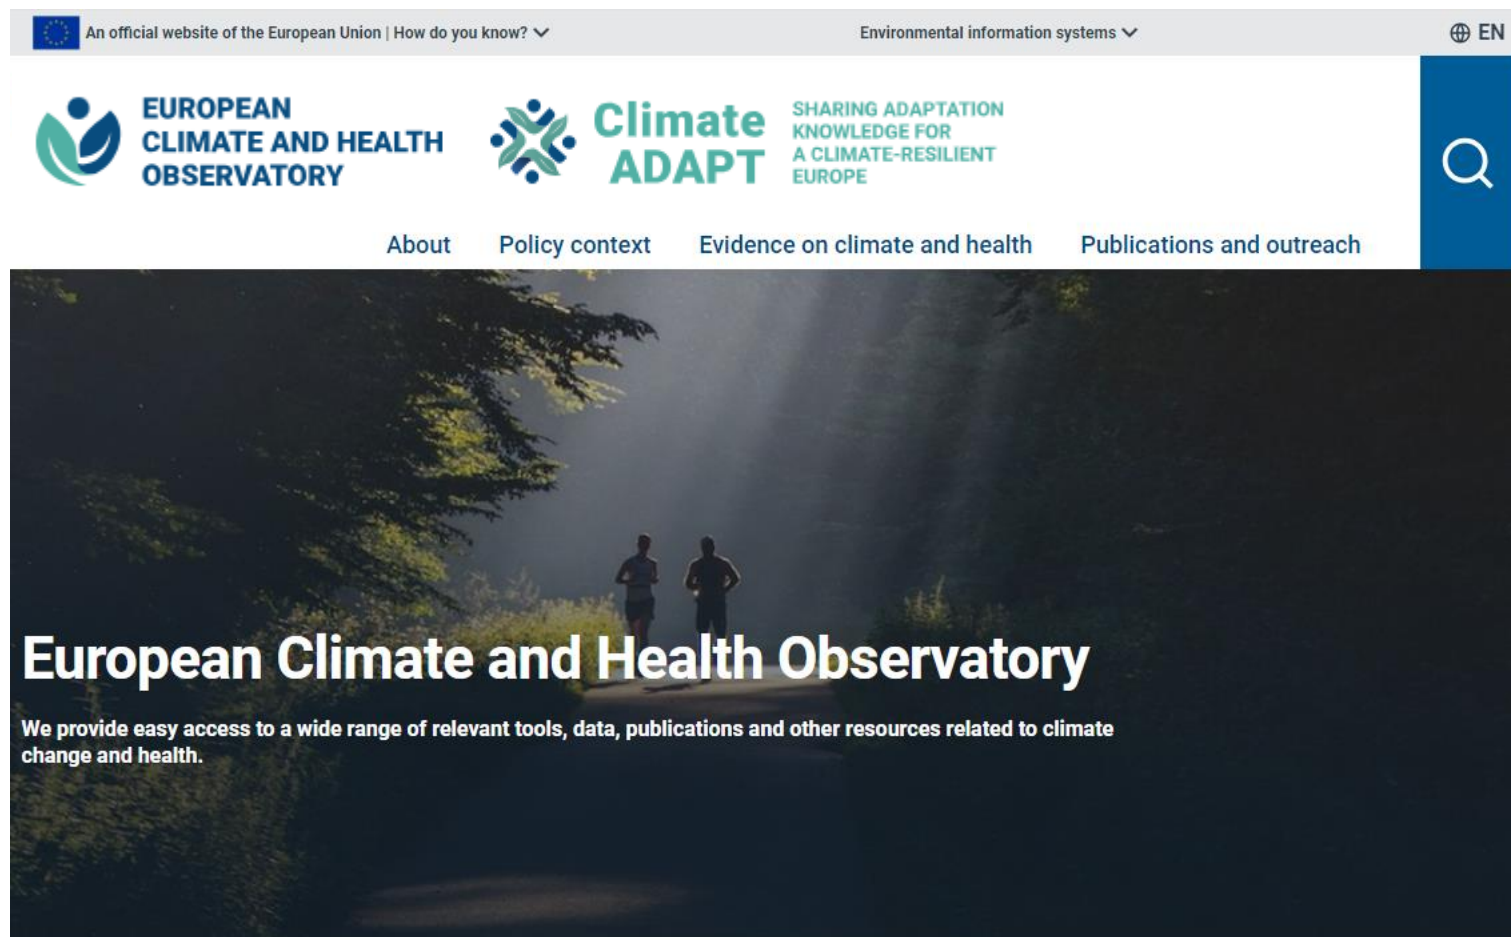 An official website of the European Union | How do you know?
Environmental information systems
EN
EUROPEAN
CLIMATE AND HEALTH
OBSERVATORY
Climate
ADAPT
SHARING ADAPTATION
KNOWLEDGE FOR
A CLIMATE-RESILIENT
EUROPE
About
Policy context
Evidence on climate and health
Publications and outreach
European Climate and Health Observatory
We provide easy access to a wide range of relevant tools, data, publications and other resources related to climate
change and health.